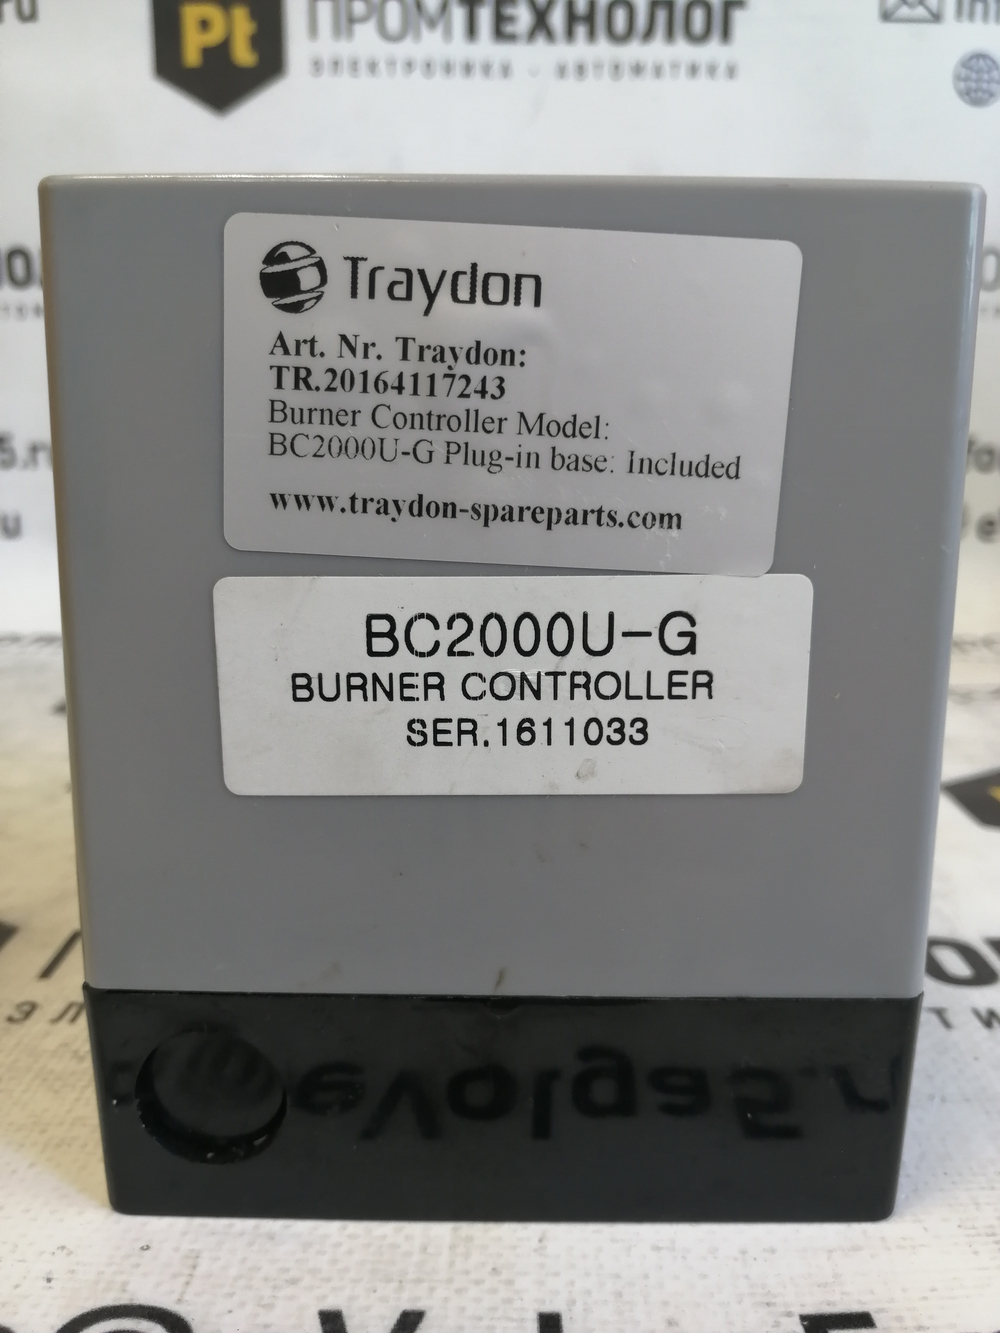 Pt ПРОМТЕХНОЛОГ
ЭЛЕКТРОНИКА - АВТОМАТИКА
Traydon
Art. Nr. Traydon:
TR.20164117243
Burner Controller Model:
BC2000U-G Plug-in base: Included
www.traydon-spareparts.com
BC2000U-G
BURNER CONTROLLER
SER.1611033
evolga5.r